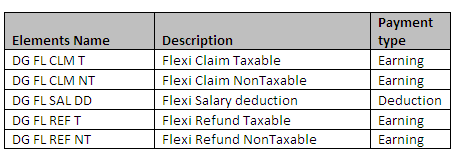 Elements Name Description Payment type
DG FL CLM T Flexi Claim Taxable Earning
DG FL CLM NT Flexi Claim NonTaxable Earning
DG FL SAL DD Flexi Salary deduction Deduction
DG FL REF T Flexi Refund Taxable Earning
DG FL REF NT Flexi Refund NonTaxable Earning